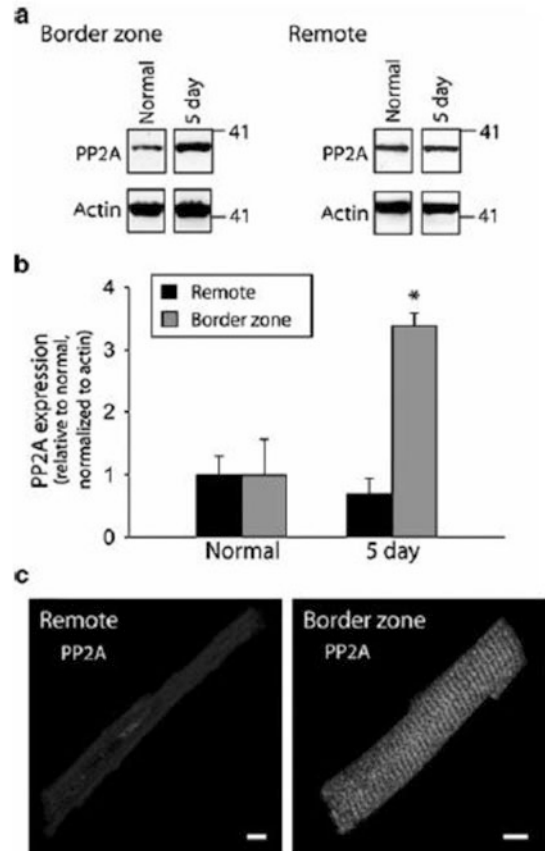 a
Border zone
Remote
Normal
5 day
Normal
5 day
PP2A
41
PP2A
41
Actin
41
Actin
41
b
PP2A expression
(relative to normal,
normalized to actin)
4
3
2
1
0
Remote
Border zone
*
Normal
5 day
c
Remote
PP2A
Border zone
PP2A